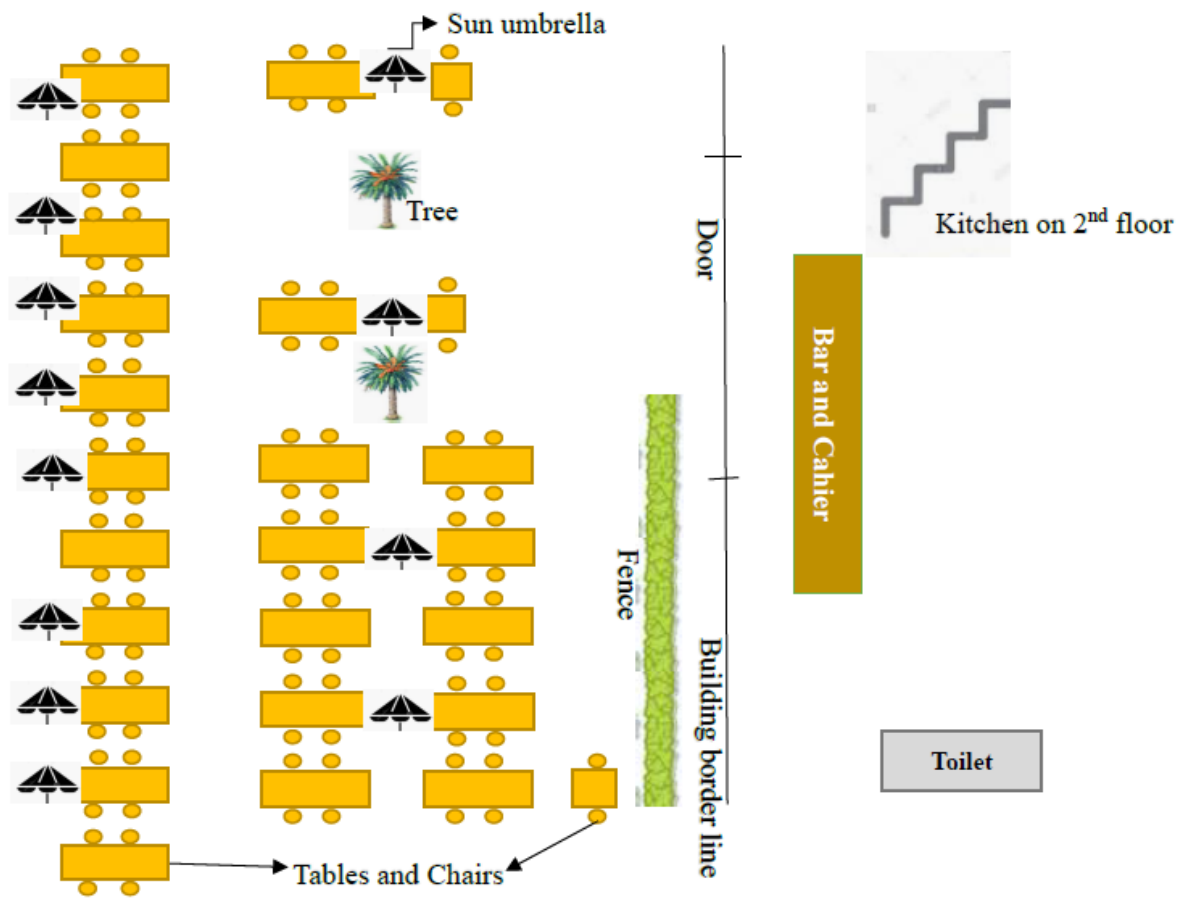 Sun umbrella
Tree
Kitchen on 2nd floor
Door
Bar and Cahier
Fence
Building border line
Toilet
Tables and Chairs